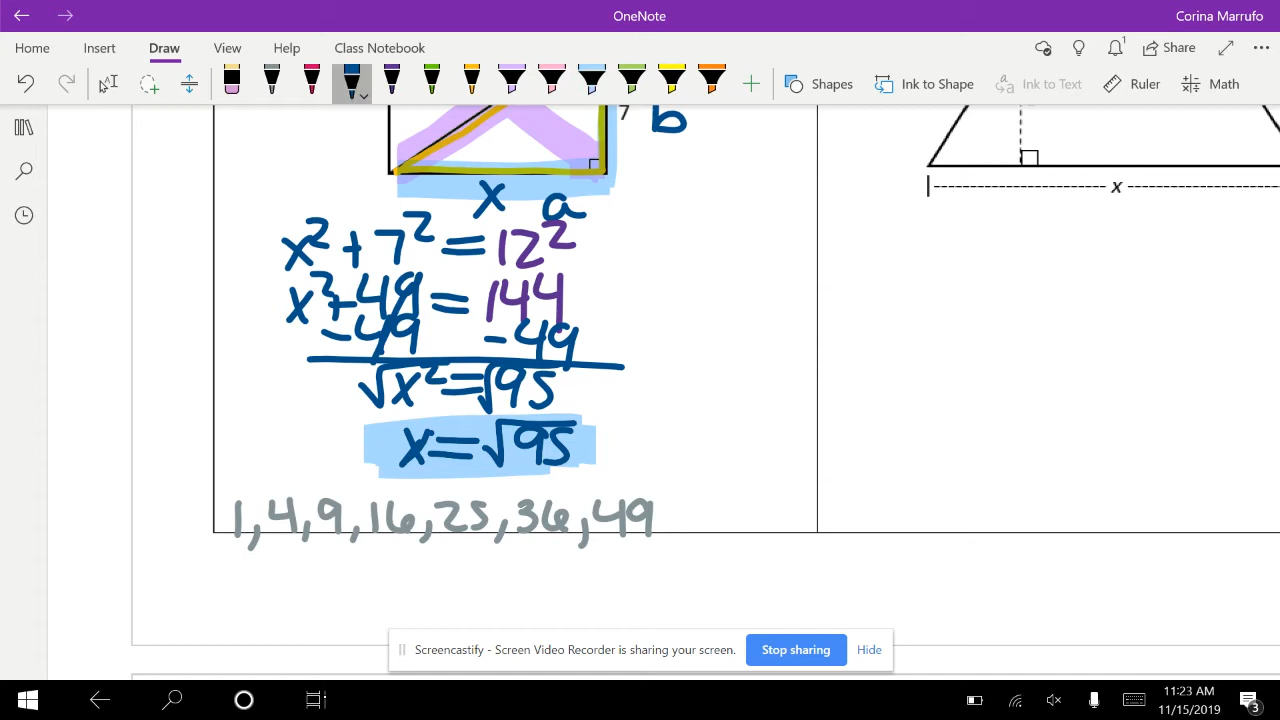 OneNote
Corina Marrufo
Home Insert Draw View Help Class Notebook
1 Share
Shapes Ink to Shape Ink to Text Ruler Math
7 b
x a
x² + 7² = 12²
x² + 49 = 144
-49 -49
√x² = √95
x = √95
1, 4, 9, 16, 25, 36, 49
x
Screencastify - Screen Video Recorder is sharing your screen. Stop sharing Hide
11:23 AM
11/15/2019
3